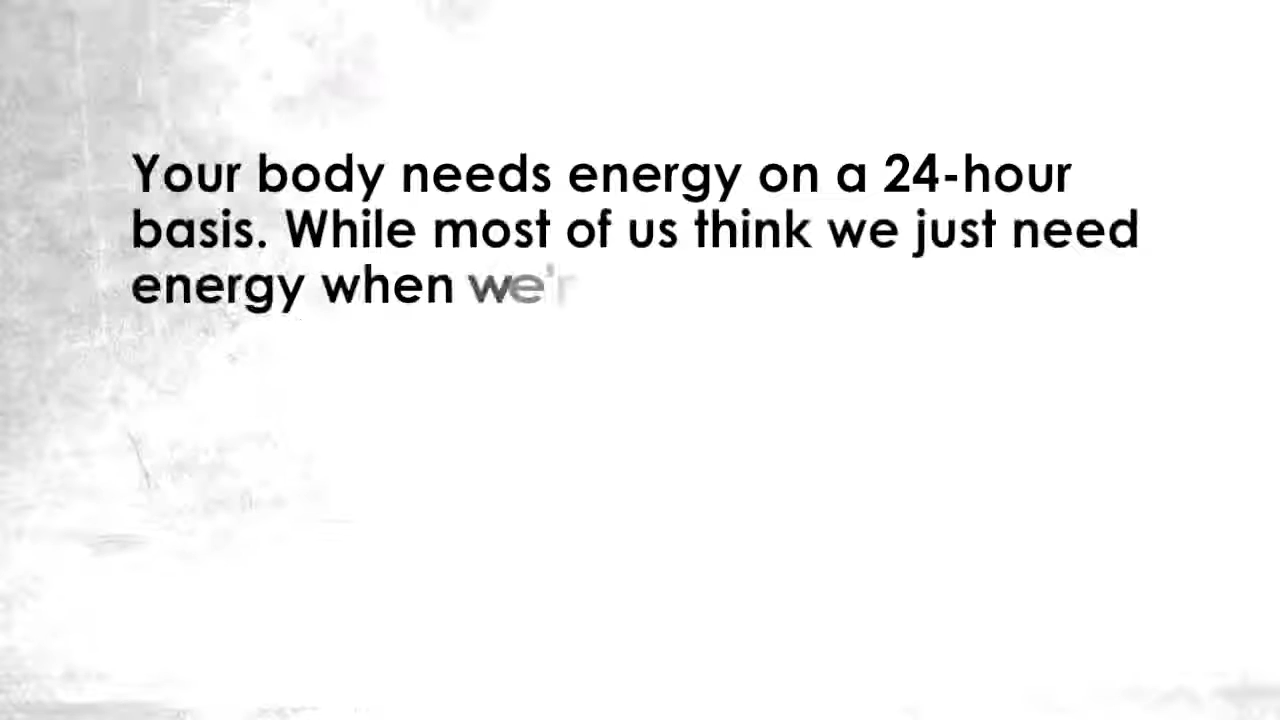 Your body needs energy on a 24-hour
basis. While most of us think we just need
energy when we'r